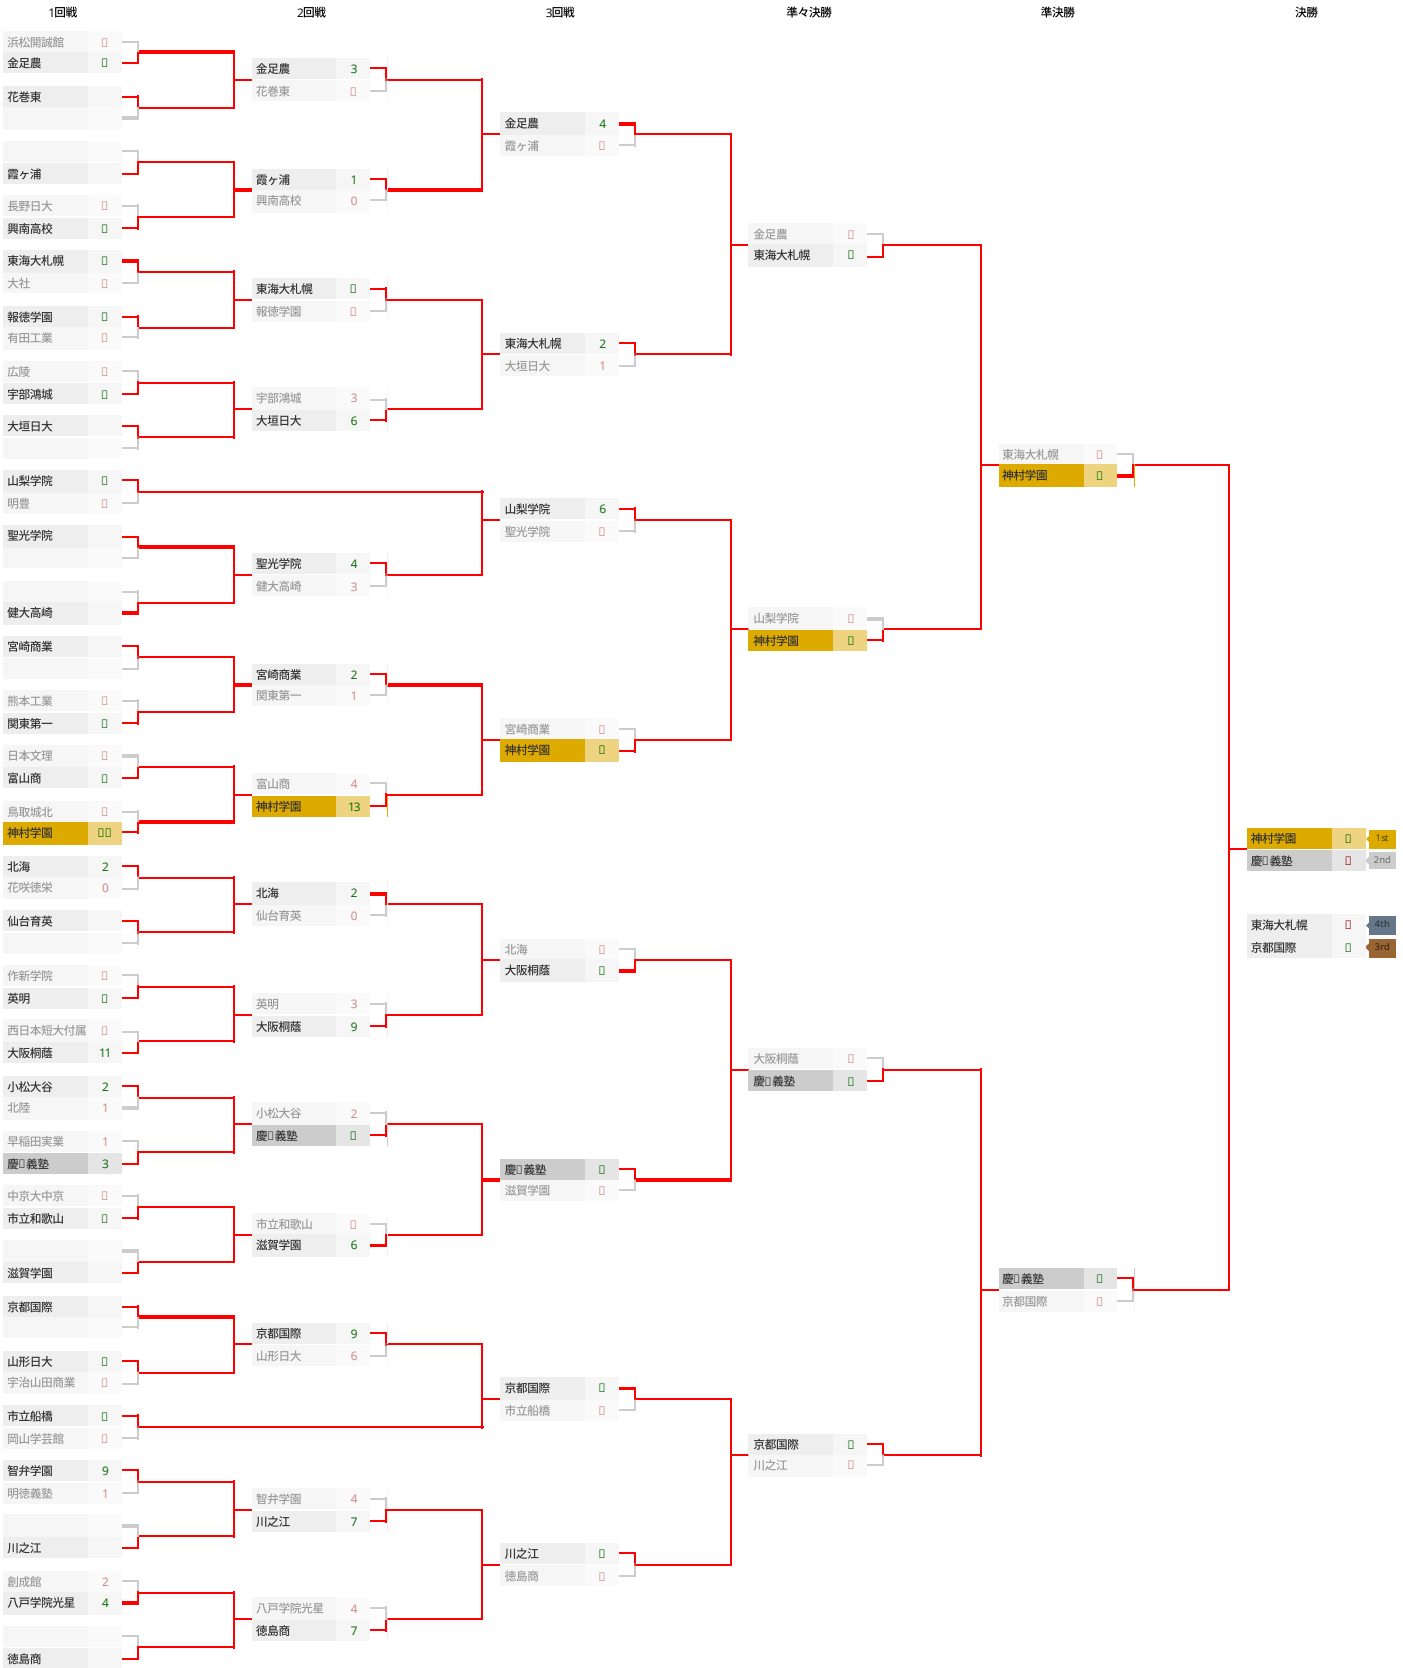 1回戦
2回戦
3回戦
準々決勝
準決勝
決勝
浜松開誠館
金足農
花巻東
霞ヶ浦
長野日大
興南高校
東海大札幌
大社
報徳学園
有田工業
広陵
宇部鴻城
大垣日大
山梨学院
明豊
聖光学院
健大高崎
宮崎商業
熊本工業
関東第一
日本文理
富山商
鳥取城北
神村学園
北海 2
花咲徳栄 0
仙台育英
作新学院
英明
西日本短大付属
大阪桐蔭 11
小松大谷 2
北陸 1
早稲田実業 1
慶 義塾 3
中京大中京
市立和歌山
滋賀学園
京都国際
山形日大
宇治山田商業
市立船橋
岡山学芸館
智弁学園 9
明徳義塾 1
川之江
創成館 2
八戸学院光星 4
徳島商
金足農 3
花巻東
霞ヶ浦 1
興南高校 0
東海大札幌
報徳学園
宇部鴻城 3
大垣日大 6
聖光学院 4
健大高崎 3
宮崎商業 2
関東第一 1
富山商 4
神村学園 13
北海 2
仙台育英 0
英明 3
大阪桐蔭 9
小松大谷 2
慶 義塾
市立和歌山
滋賀学園 6
京都国際 9
山形日大 6
智弁学園 4
川之江 7
八戸学院光星 4
徳島商 7
金足農 4
霞ヶ浦
東海大札幌 2
大垣日大 1
山梨学院 6
聖光学院
宮崎商業
神村学園
北海
大阪桐蔭
慶 義塾
滋賀学園
京都国際
市立船橋
川之江
徳島商
金足農
東海大札幌
山梨学院
神村学園
大阪桐蔭
慶 義塾
京都国際
川之江
東海大札幌
神村学園
慶 義塾
京都国際
神村学園 1st
慶 義塾 2nd
東海大札幌 4th
京都国際 3rd